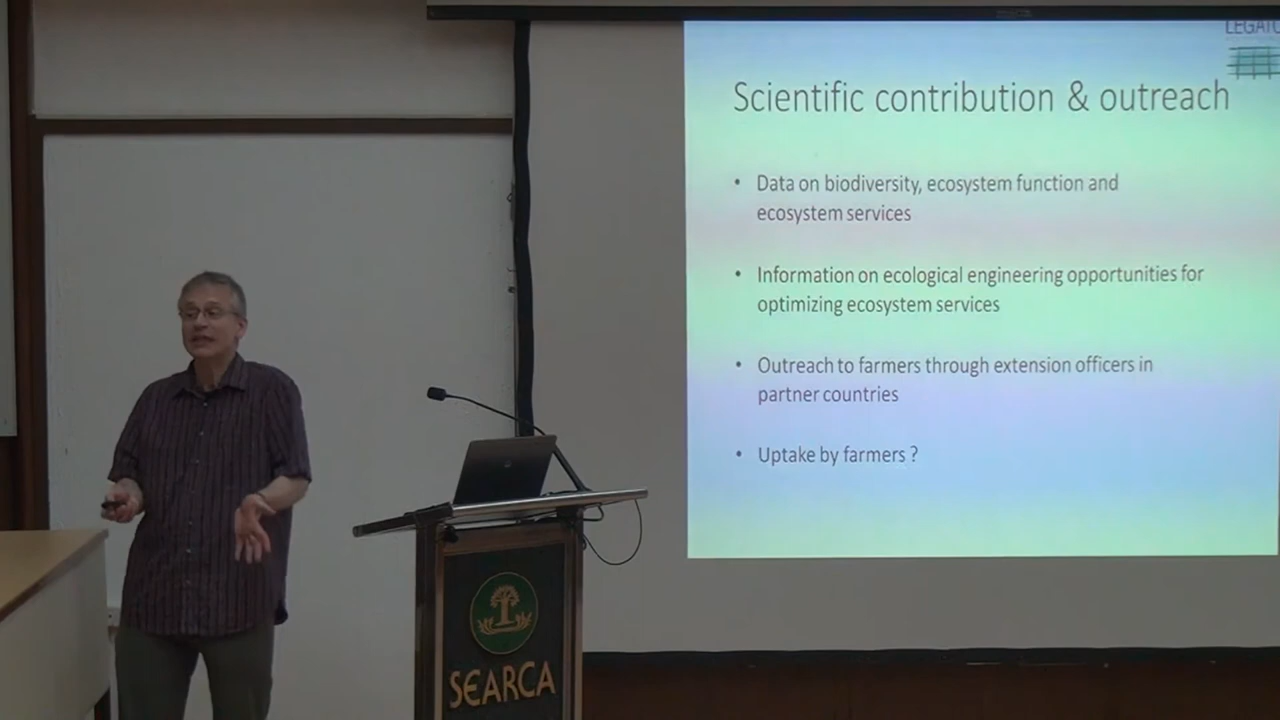 LEGATO
Scientific contribution & outreach
• Data on biodiversity, ecosystem function and
ecosystem services
• Information on ecological engineering opportunities for
optimizing ecosystem services
• Outreach to farmers through extension officers in
partner countries
• Uptake by farmers ?
SEARCA